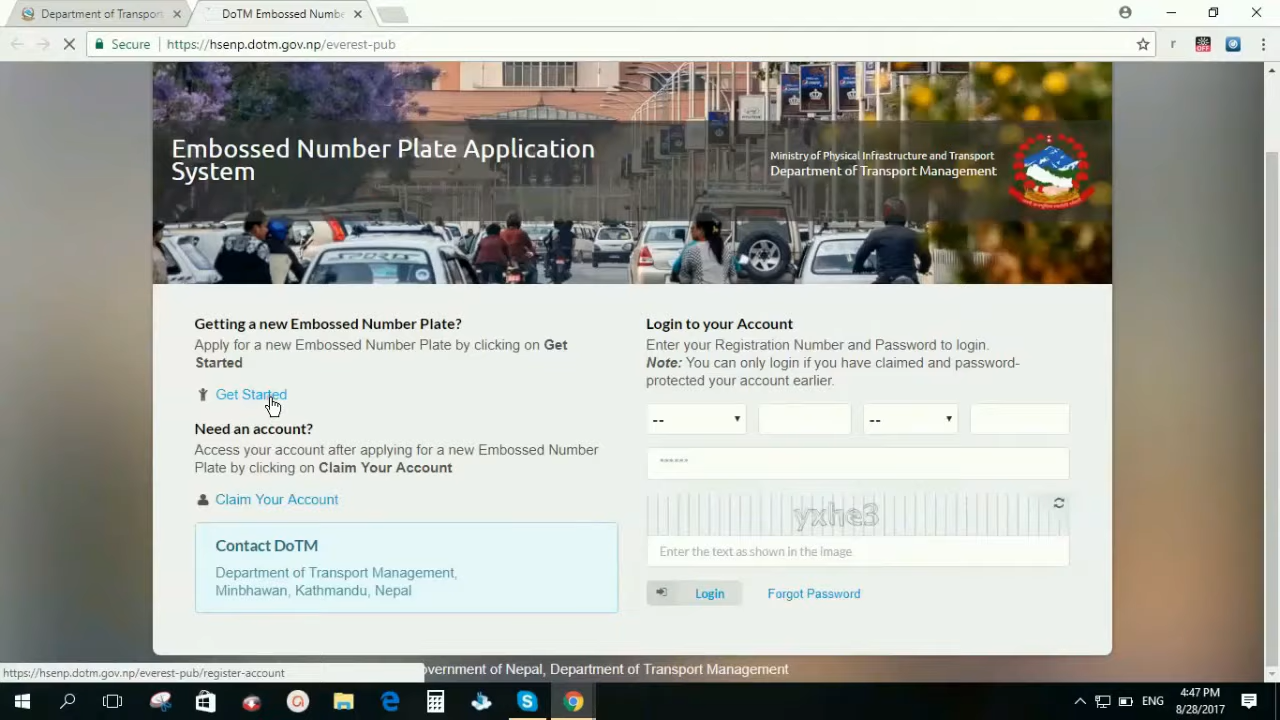 Department of Transport
DoTM Embossed Numbe
Secure
https://hsenp.dotm.gov.np/everest-pub
r
OFF
Embossed Number Plate Application
System
Ministry of Physical Infrastructure and Transport
Department of Transport Management
SPORTS
Getting a new Embossed Number Plate?
Apply for a new Embossed Number Plate by clicking on Get
Started
Get Started
Need an account?
Access your account after applying for a new Embossed Number
Plate by clicking on Claim Your Account
Claim Your Account
Contact DoTM
Department of Transport Management,
Minbhawan, Kathmandu, Nepal
Login to your Account
Enter your Registration Number and Password to login.
Note: You can only login if you have claimed and password-
protected your account earlier.
--
--
******
yxhe3
Enter the text as shown in the image
Login
Forgot Password
https://hsenp.dotm.gov.np/everest-pub/register-account
overnment of Nepal, Department of Transport Management
ENG
4:47 PM
8/28/2017